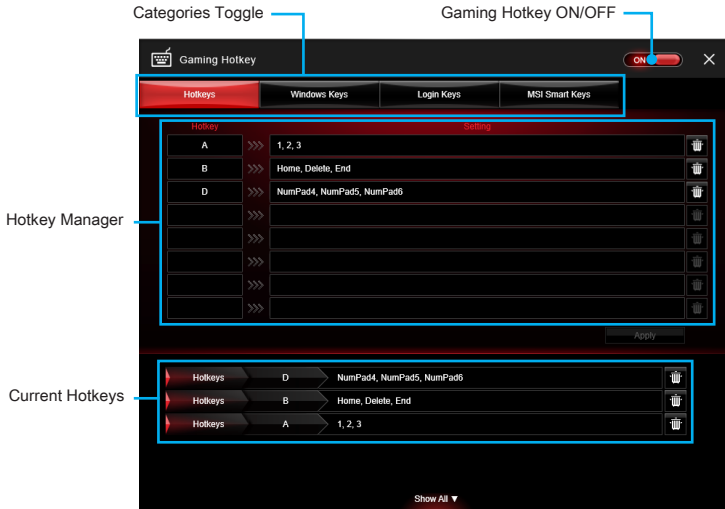 Categories Toggle
Gaming Hotkey ON/OFF
Gaming Hotkey
ON
Hotkeys
Windows Keys
Login Keys
MSI Smart Keys
Hotkey
Setting
A
1, 2, 3
B
Home, Delete, End
D
NumPad4, NumPad5, NumPad6
Hotkey Manager
Apply
Hotkeys
D
NumPad4, NumPad5, NumPad6
Current Hotkeys
Hotkeys
B
Home, Delete, End
Hotkeys
A
1, 2, 3
Show All ▼